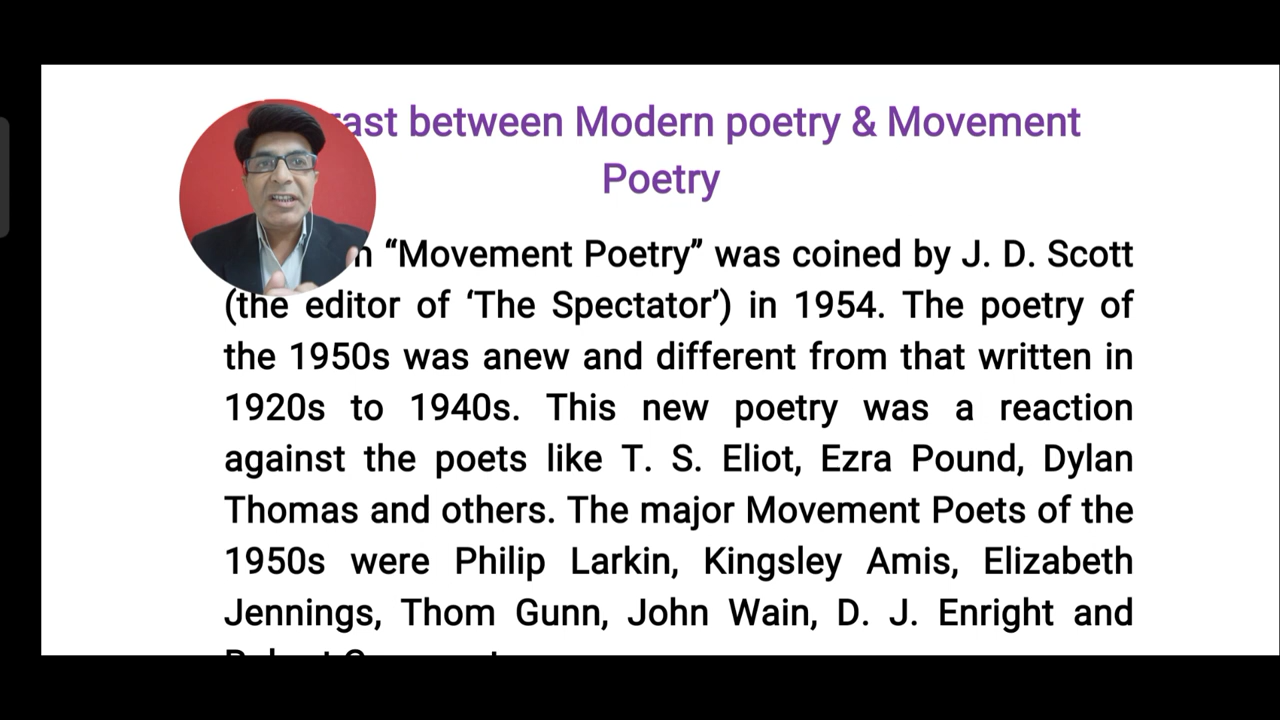 between Modern poetry & Movement
Poetry
“Movement Poetry” was coined by J. D. Scott
(the editor of ‘The Spectator’) in 1954. The poetry of
the 1950s was anew and different from that written in
1920s to 1940s. This new poetry was a reaction
against the poets like T. S. Eliot, Ezra Pound, Dylan
Thomas and others. The major Movement Poets of the
1950s were Philip Larkin, Kingsley Amis, Elizabeth
Jennings, Thom Gunn, John Wain, D. J. Enright and